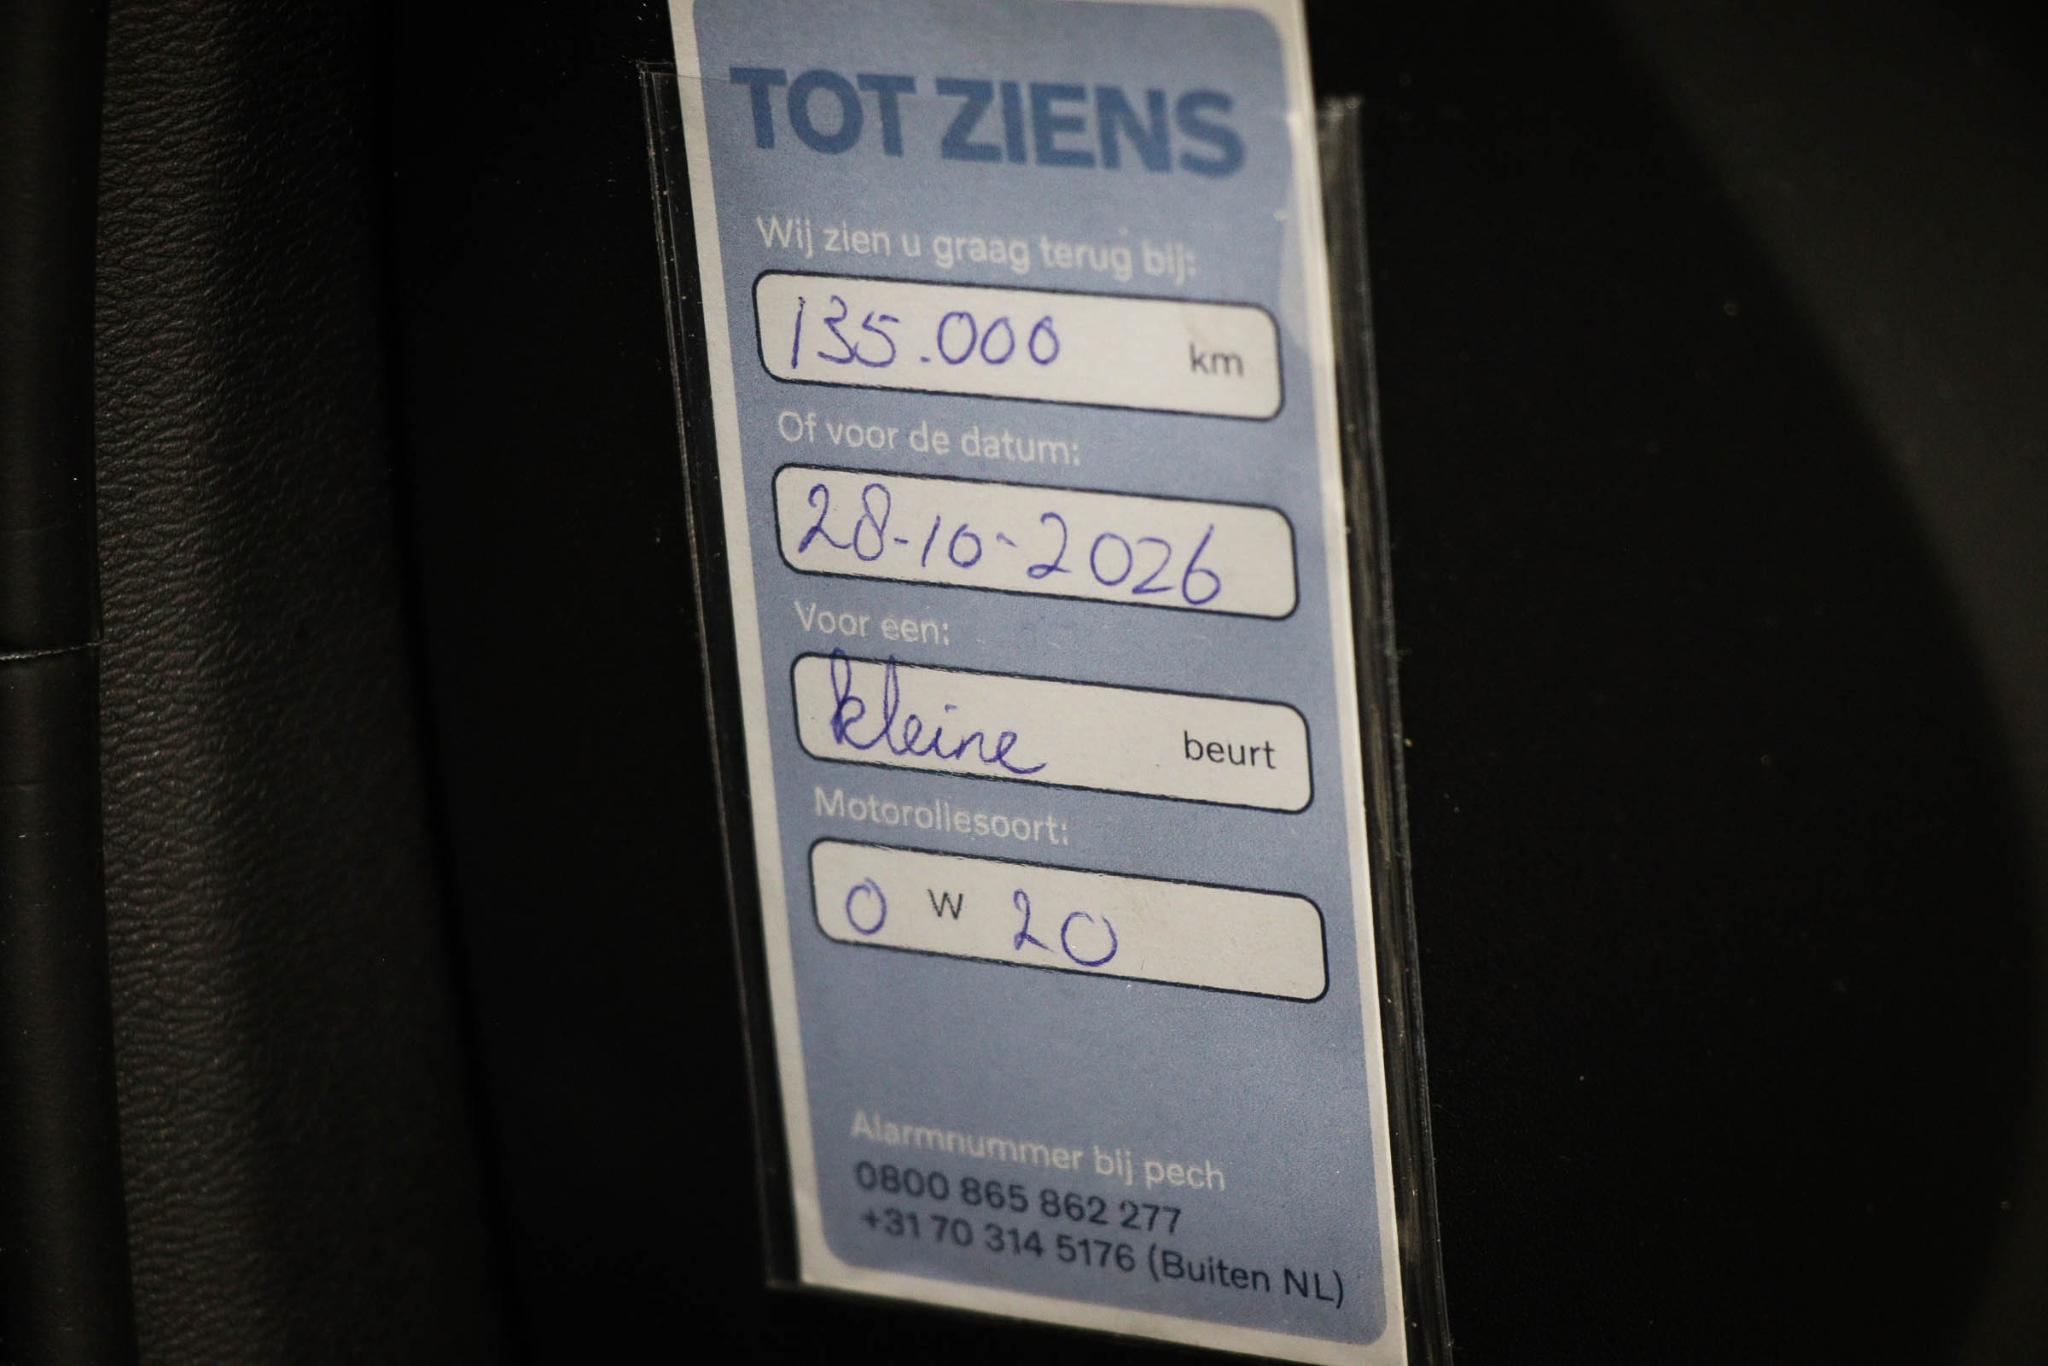 TOT ZIENS
Wij zien u graag terug bij:
135.000 km
Of voor de datum:
28-10-2026
Voor een:
kleine beurt
Motoroliesoort:
0 W 20
Alarmnummer bij pech
0800 865 862 277
+31 70 314 5176 (Buiten NL)